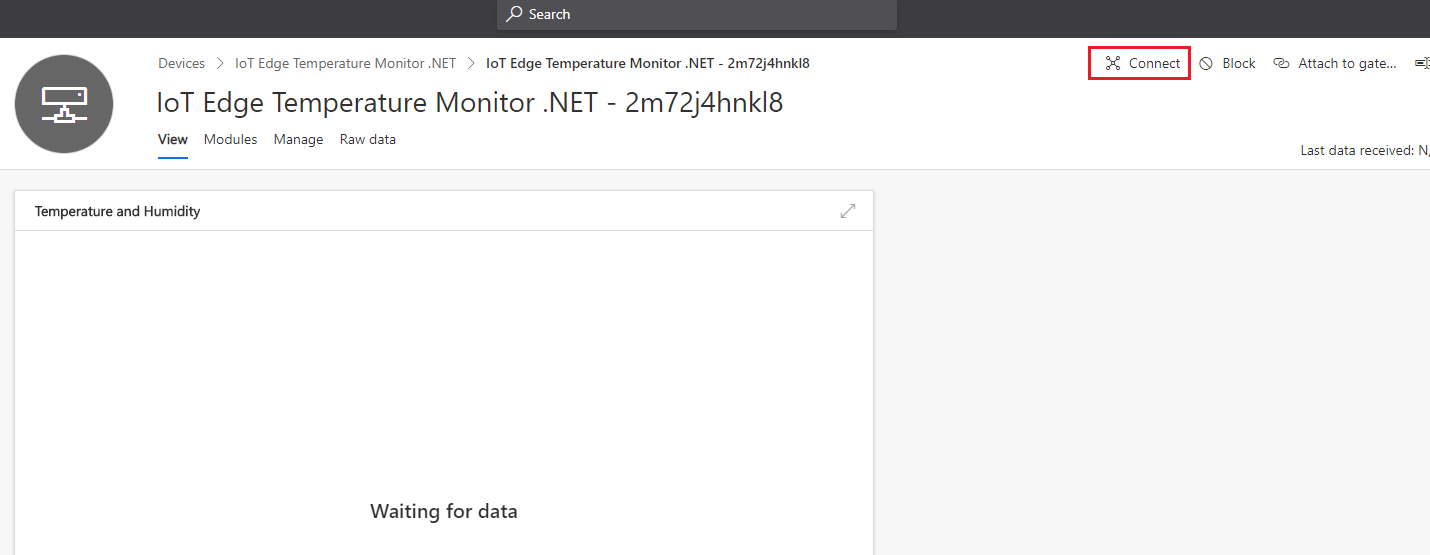 Search
Devices > IoT Edge Temperature Monitor .NET > IoT Edge Temperature Monitor .NET - 2m72j4hnkl8
Connect Block Attach to gate...
IoT Edge Temperature Monitor .NET - 2m72j4hnkl8
View Modules Manage Raw data
Last data received: N/
Temperature and Humidity
Waiting for data